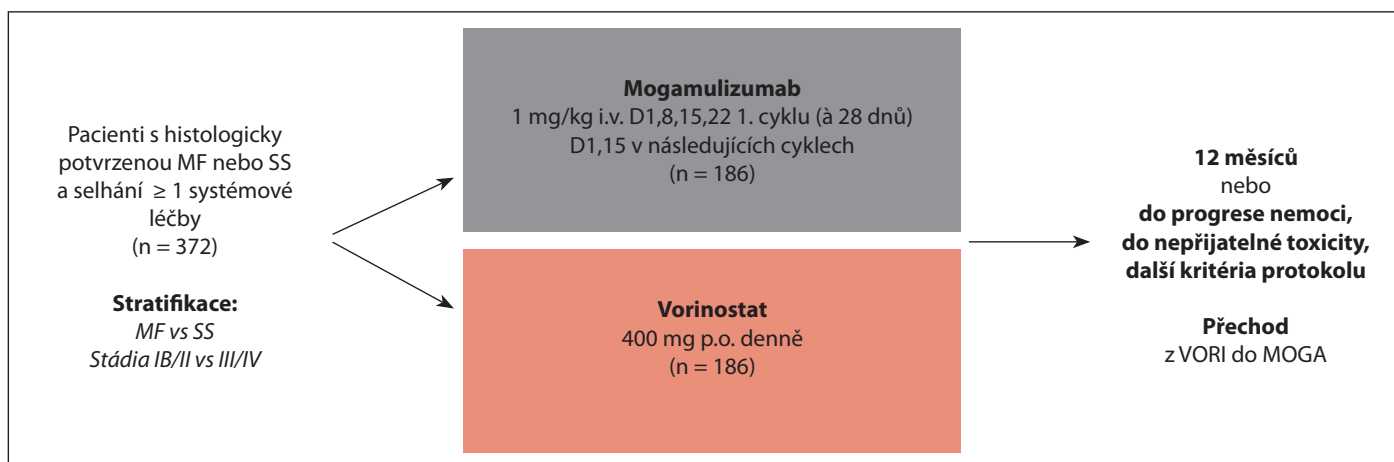 Pacienti s histologicky
potvrzenou MF nebo SS
a selhání ≥ 1 systémové
léčby
(n = 372)
Stratifikace:
MF vs SS
Stádia IB/II vs III/IV
Mogamulizumab
1 mg/kg i.v. D1,8,15,22 1. cyklu (à 28 dnů)
D1,15 v následujících cyklech
(n = 186)
Vorinostat
400 mg p.o. denně
(n = 186)
12 měsíců
nebo
do progrese nemoci,
do nepřijatelné toxicity,
další kritéria protokolu
Přechod
z VORI do MOGA